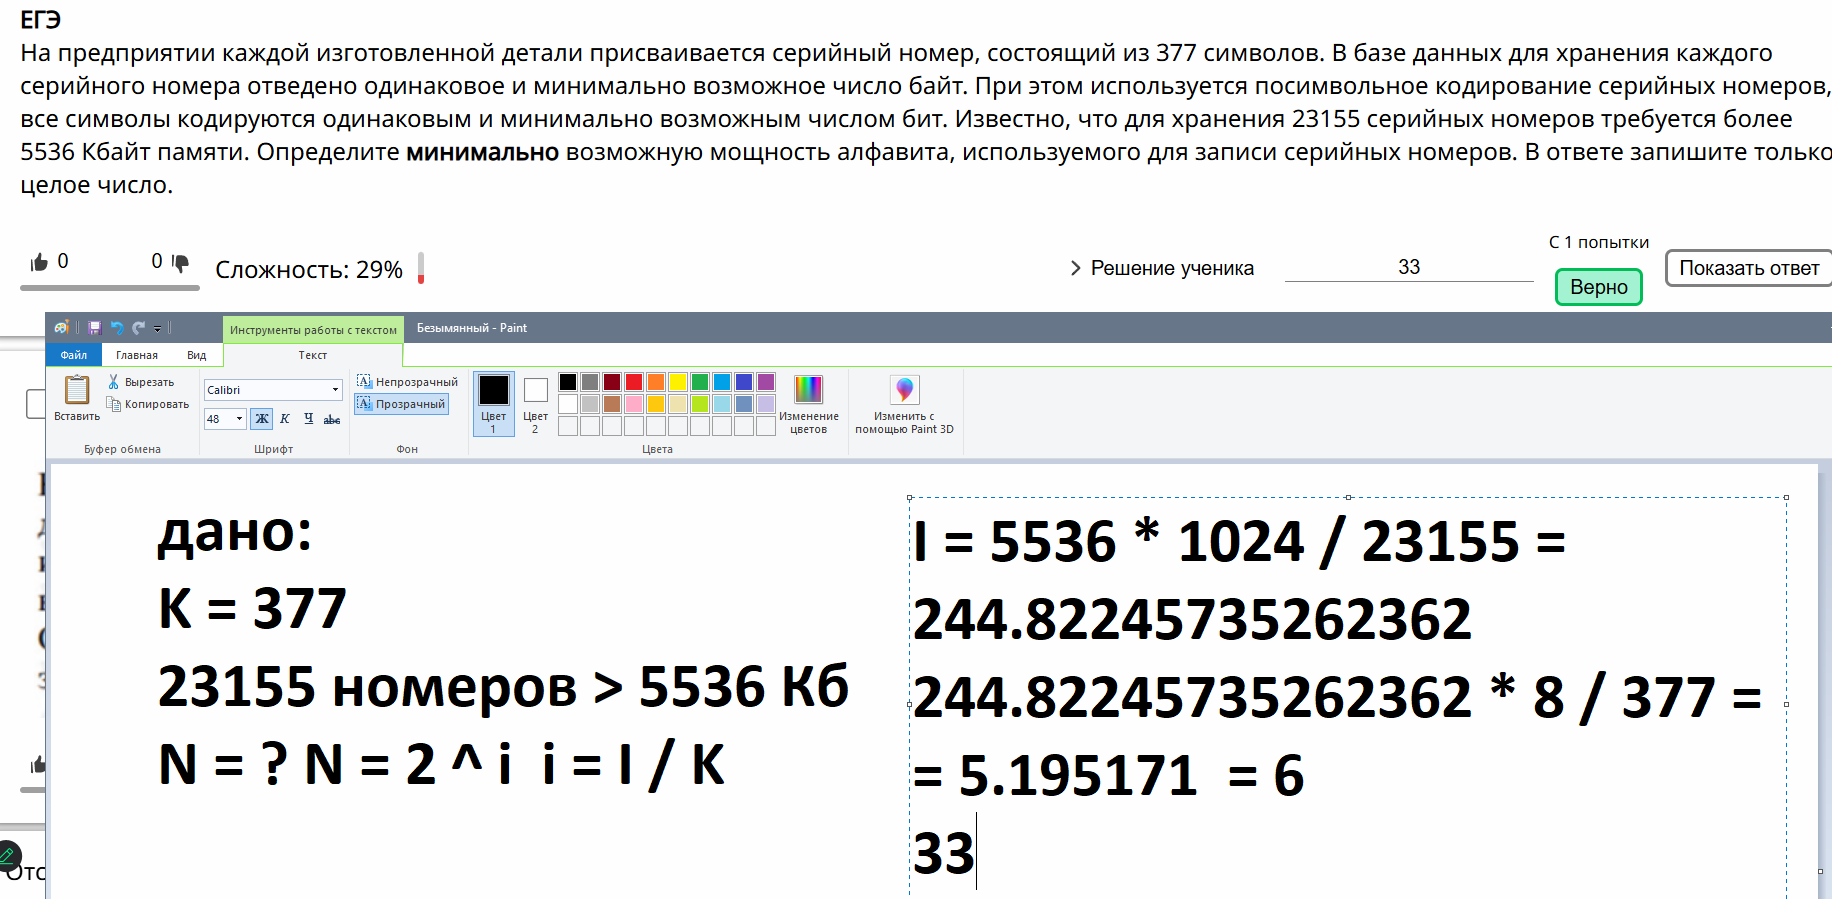 ЕГЭ
На предприятии каждой изготовленной детали присваивается серийный номер, состоящий из 377 символов. В базе данных для хранения каждого
серийного номера отведено одинаковое и минимально возможное число байт. При этом используется посимвольное кодирование серийных номеров,
все символы кодируются одинаковым и минимально возможным числом бит. Известно, что для хранения 23155 серийных номеров требуется более
5536 Кбайт памяти. Определите минимально возможную мощность алфавита, используемого для записи серийных номеров. В ответе запишите только
целое число.
0 0 Сложность: 29%
Решение ученика 33
С 1 попытки
Верно
Показать ответ
Инструменты работы с текстом Безымянный - Paint
Файл Главная Вид Текст
Вставить
Вырезать
Копировать
Буфер обмена
Calibri
48 Ж К Ч abc
Шрифт
Непрозрачный
Прозрачный
Фон
Цвет
1
Цвет
2
Изменение
цветов
Цвета
Изменить с
помощью Paint 3D
дано:
K = 377
23155 номеров > 5536 Кб
N = ? N = 2 ^ i i = I / K
I = 5536 * 1024 / 23155 =
244.82245735262362
244.82245735262362 * 8 / 377 =
= 5.195171 = 6
33